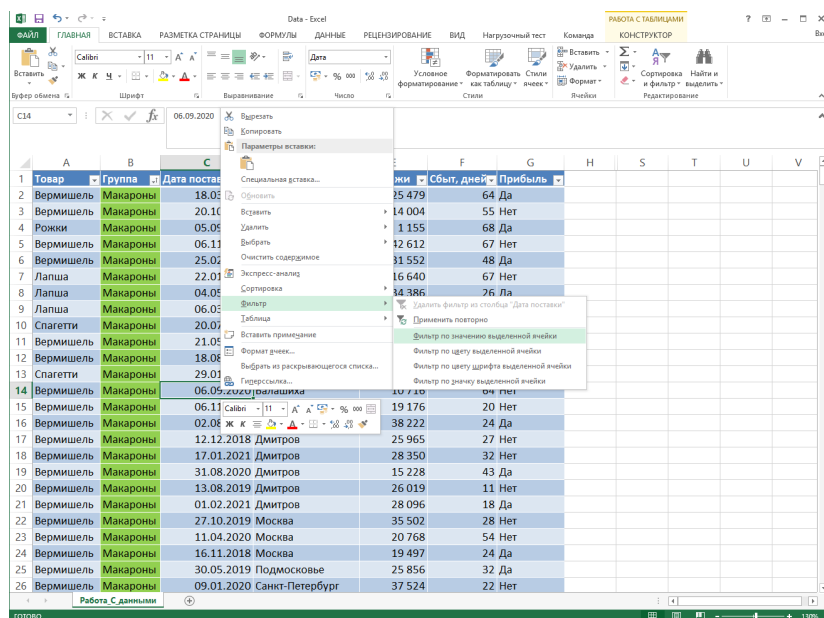 Data - Excel
РАБОТА С ТАБЛИЦАМИ
ФАЙЛ ГЛАВНАЯ ВСТАВКА РАЗМЕТКА СТРАНИЦЫ ФОРМУЛЫ ДАННЫЕ РЕЦЕНЗИРОВАНИЕ ВИД Нагрузочный тест Команда КОНСТРУКТОР
Вставить
Calibri 11
Ж К Ч
Дата
% 000
Условное форматирование
Форматировать как таблицу
Стили ячеек
Вставить
Удалить
Формат
Сортировка и фильтр
Найти и выделить
Буфер обмена Шрифт Выравнивание Число Стили Ячейки Редактирование
C14 fx 06.09.2020
A B C E F G H S T U V
1 Товар Группа Дата постав жи Сбыт, дней Прибыль
2 Вермишель Макароны 18.03 25 479 64 Да
3 Вермишель Макароны 20.10 14 004 55 Нет
4 Рожки Макароны 05.09 1 155 68 Да
5 Вермишель Макароны 06.11 42 612 67 Нет
6 Вермишель Макароны 25.02 31 552 48 Да
7 Лапша Макароны 22.01 16 640 67 Нет
8 Лапша Макароны 04.05 34 386 26 Да
9 Лапша Макароны 06.03
10 Спагетти Макароны 20.07
11 Вермишель Макароны 21.05
12 Вермишель Макароны 18.08
13 Спагетти Макароны 29.01
14 Вермишель Макароны 06.09.2020 Балашиха 10 716 64 Нет
15 Вермишель Макароны 06.11 19 176 20 Нет
16 Вермишель Макароны 02.08 38 222 24 Да
17 Вермишель Макароны 12.12.2018 Дмитров 25 965 27 Нет
18 Вермишель Макароны 17.01.2021 Дмитров 28 350 32 Нет
19 Вермишель Макароны 31.08.2020 Дмитров 15 228 43 Да
20 Вермишель Макароны 13.08.2019 Дмитров 26 019 11 Нет
21 Вермишель Макароны 01.02.2021 Дмитров 28 096 18 Да
22 Вермишель Макароны 27.10.2019 Москва 35 502 28 Нет
23 Вермишель Макароны 11.04.2020 Москва 20 768 54 Нет
24 Вермишель Макароны 16.11.2018 Москва 19 497 24 Да
25 Вермишель Макароны 30.05.2019 Подмосковье 25 856 32 Да
26 Вермишель Макароны 09.01.2020 Санкт-Петербург 37 524 22 Нет
Вырезать
Копировать
Параметры вставки:
Специальная вставка...
Обновить
Вставить
Удалить
Выбрать
Очистить содержимое
Экспресс-анализ
Сортировка
Фильтр
Таблица
Вставить примечание
Формат ячеек...
Выбрать из раскрывающегося списка...
Гиперссылка...
Удалить фильтр из столбца "Дата поставки"
Применить повторно
Фильтр по значению выделенной ячейки
Фильтр по цвету выделенной ячейки
Фильтр по цвету шрифта выделенной ячейки
Фильтр по значку выделенной ячейки
Calibri 11 % 000
Ж К
Работа_С_данными
ГОТОВО 130%